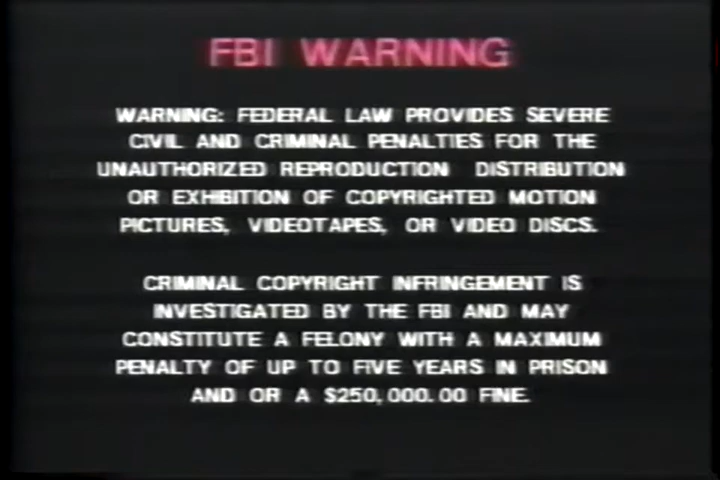 FBI WARNING
WARNING: FEDERAL LAW PROVIDES SEVERE
CIVIL AND CRIMINAL PENALTIES FOR THE
UNAUTHORIZED REPRODUCTION DISTRIBUTION
OR EXHIBITION OF COPYRIGHTED MOTION
PICTURES, VIDEOTAPES, OR VIDEO DISCS.
CRIMINAL COPYRIGHT INFRINGEMENT IS
INVESTIGATED BY THE FBI AND MAY
CONSTITUTE A FELONY WITH A MAXIMUM
PENALTY OF UP TO FIVE YEARS IN PRISON
AND OR A $250,000.00 FINE.